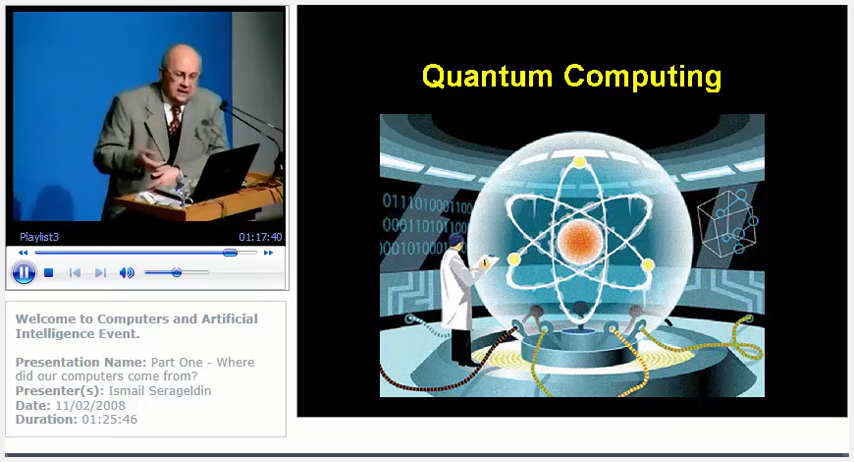 Playlist3
01:17:40
Welcome to Computers and Artificial
Intelligence Event.
Presentation Name: Part One - Where
did our computers come from?
Presenter(s): Ismail Serageldin
Date: 11/02/2008
Duration: 01:25:46
Quantum Computing